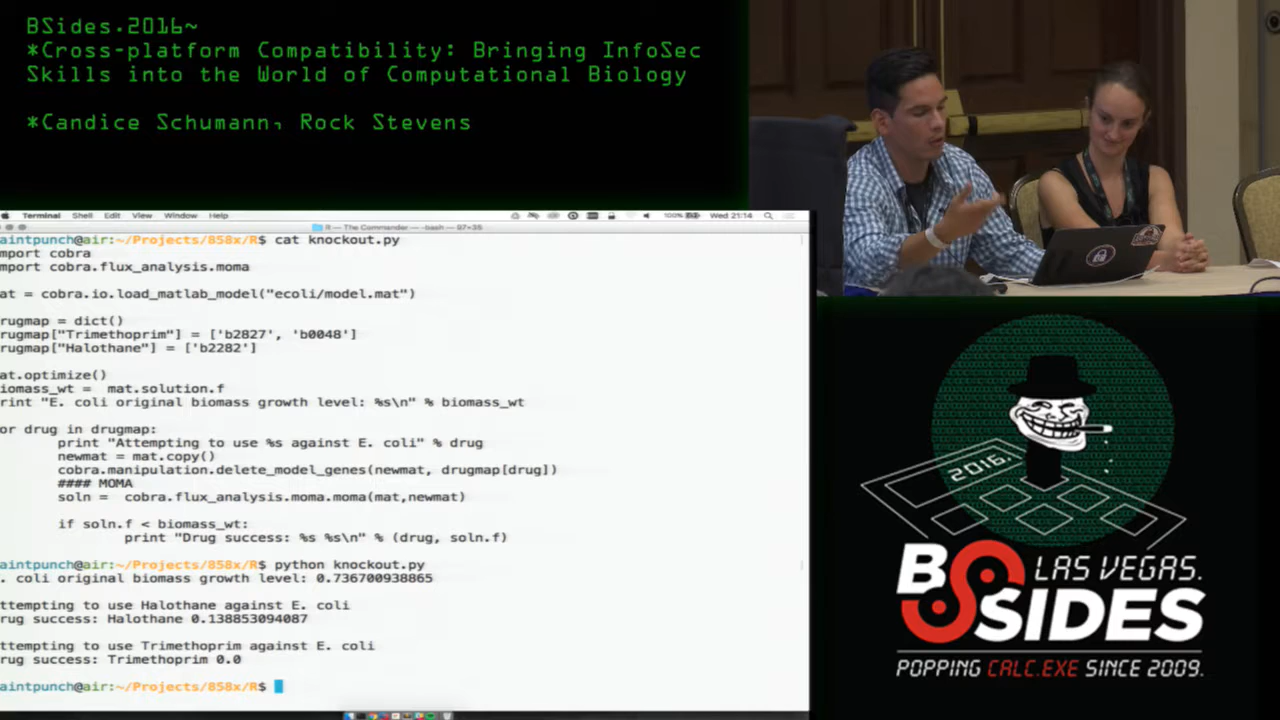 BSides.2016~
*Cross-platform Compatibility: Bringing InfoSec
Skills into the World of Computational Biology
*Candice Schumann, Rock Stevens
Terminal Shell Edit View Window Help
100% Wed 21:14
R — The Commander — -bash — 97×35
aintpunch@air:~/Projects/858x/R$ cat knockout.py
mport cobra
mport cobra.flux_analysis.moma
at = cobra.io.load_matlab_model("ecoli/model.mat")
rugmap = dict()
rugmap["Trimethoprim"] = ['b2827', 'b0048']
rugmap["Halothane"] = ['b2282']
at.optimize()
iomass_wt =  mat.solution.f
rint "E. coli original biomass growth level: %s\n" % biomass_wt
or drug in drugmap:
print "Attempting to use %s against E. coli" % drug
newmat = mat.copy()
cobra.manipulation.delete_model_genes(newmat, drugmap[drug])
#### MOMA
soln =  cobra.flux_analysis.moma.moma(mat,newmat)
if soln.f < biomass_wt:
print "Drug success: %s %s\n" % (drug, soln.f)
aintpunch@air:~/Projects/858x/R$ python knockout.py
. coli original biomass growth level: 0.736700938865
ttempting to use Halothane against E. coli
rug success: Halothane 0.138853094087
ttempting to use Trimethoprim against E. coli
rug success: Trimethoprim 0.0
aintpunch@air:~/Projects/858x/R$
2016.
BSIDES
LAS VEGAS.
POPPING CALC.EXE SINCE 2009.